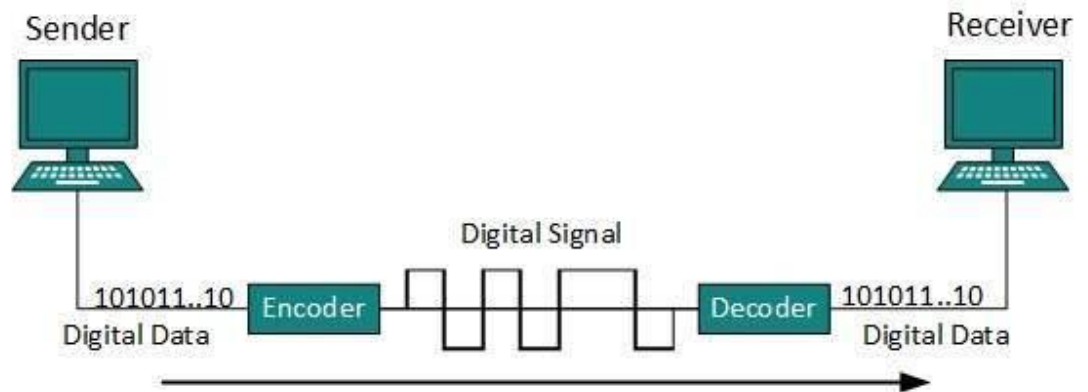 Sender
Receiver
Digital Signal
101011..10
Encoder
Decoder
101011..10
Digital Data
Digital Data